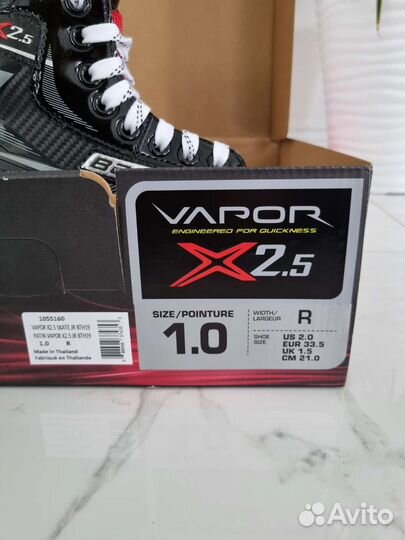 X2.5
VAPOR
ENGINEERED FOR QUICKNESS
X2.5
SIZE/POINTURE
1.0
WIDTH/
LARGEUR
R
SHOE
SIZE
US 2.0
EUR 33.5
UK 1.5
CM 21.0
1055160
VAPOR X2.5 SKATE JR BTH19
PATIN VAPOR X2.5 JR BTH19
1.0 R
Made in Thailand
Fabriqué en Thaïlande
Avito